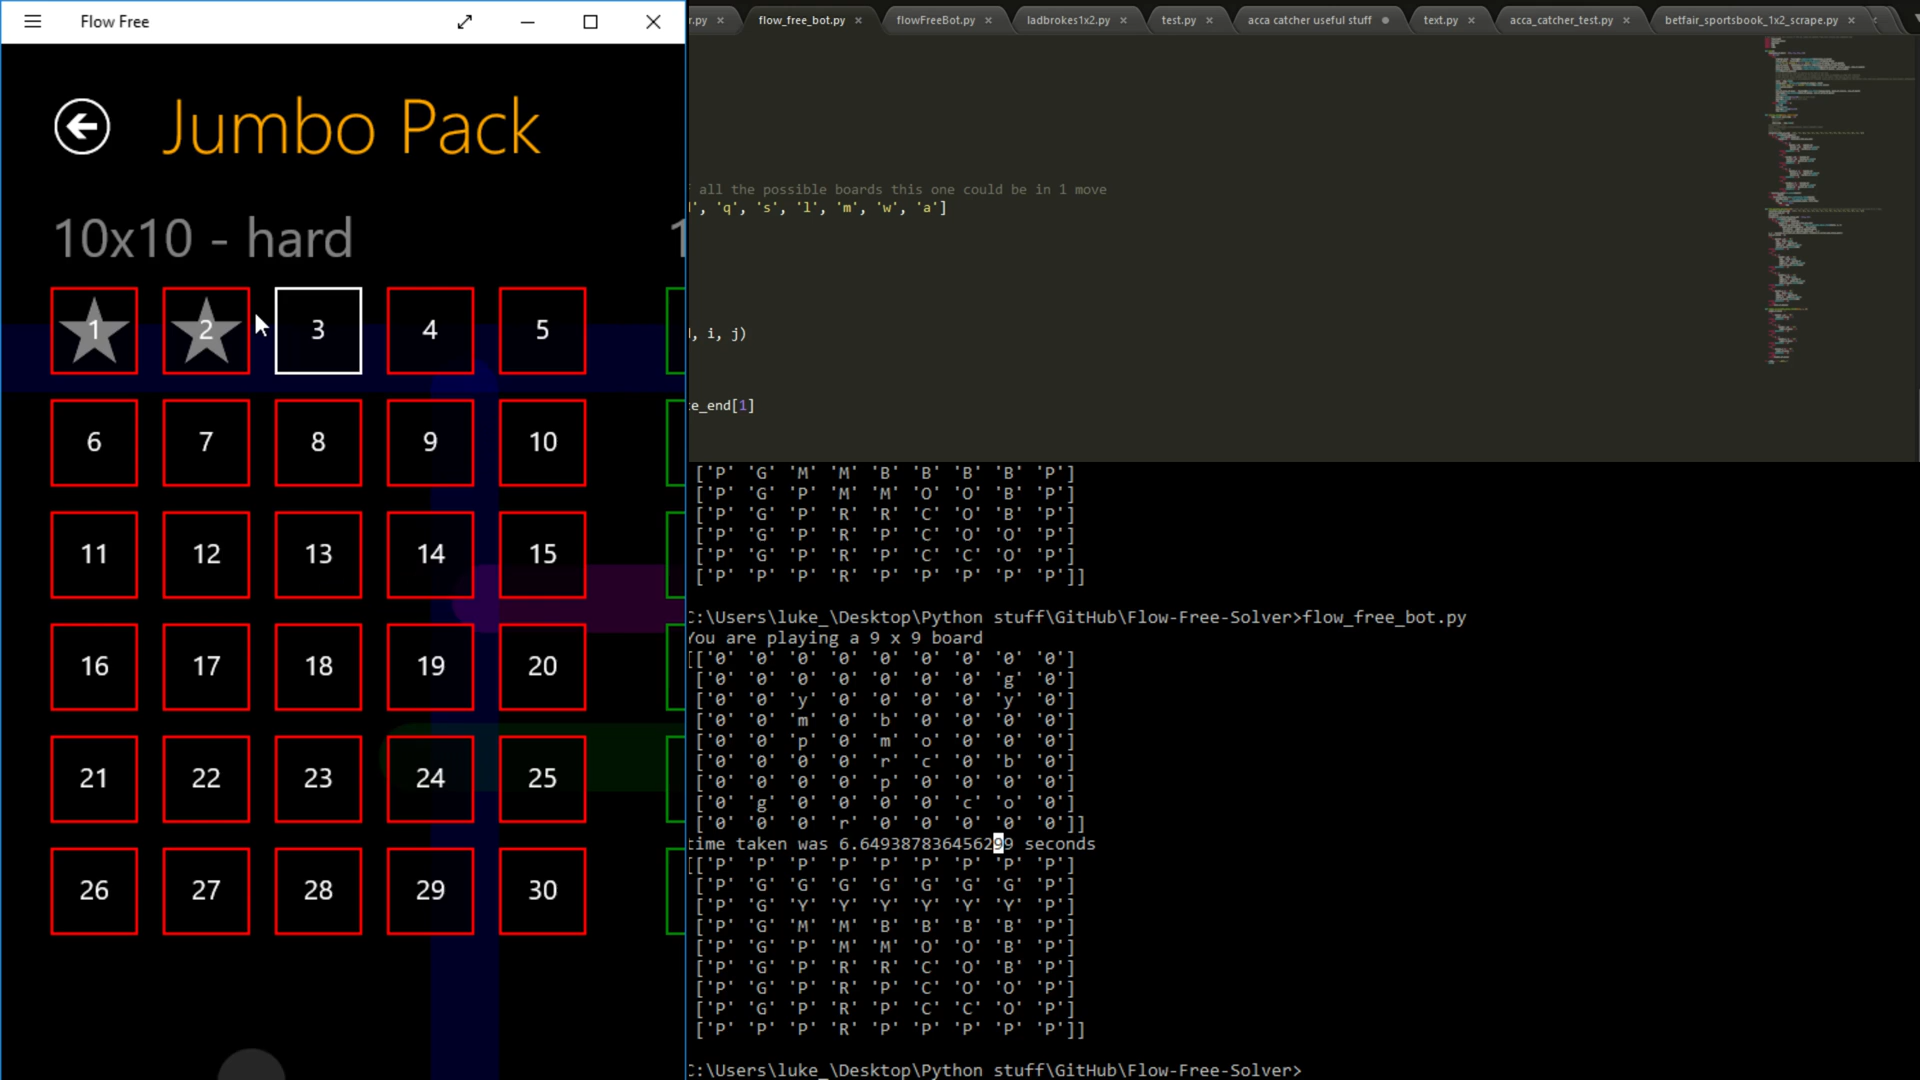 Flow Free
Jumbo Pack
10x10 - hard
1 2 3 4 5
6 7 8 9 10
11 12 13 14 15
16 17 18 19 20
21 22 23 24 25
26 27 28 29 30
r.py × flow_free_bot.py × flowFreeBot.py × ladbrokes1x2.py × test.py × acca catcher useful stuff text.py × acca_catcher_test.py × betfair_sportsbook_1x2_scrape.py ×
all the possible boards this one could be in 1 move
', 'q', 's', 'l', 'm', 'w', 'a']
, i, j)
e_end[1]
['P' 'G' 'M' 'M' 'B' 'B' 'B' 'B' 'P']
['P' 'G' 'P' 'M' 'M' 'O' 'O' 'B' 'P']
['P' 'G' 'P' 'R' 'R' 'C' 'O' 'B' 'P']
['P' 'G' 'P' 'R' 'P' 'C' 'O' 'O' 'P']
['P' 'G' 'P' 'R' 'P' 'C' 'C' 'O' 'P']
['P' 'P' 'P' 'R' 'P' 'P' 'P' 'P' 'P']]
C:\Users\luke_\Desktop\Python stuff\GitHub\Flow-Free-Solver>flow_free_bot.py
You are playing a 9 x 9 board
[['0' '0' '0' '0' '0' '0' '0' '0' '0']
['0' '0' '0' '0' '0' '0' '0' 'g' '0']
['0' '0' 'y' '0' '0' '0' '0' 'y' '0']
['0' '0' 'm' '0' 'b' '0' '0' '0' '0']
['0' '0' 'p' '0' 'm' 'o' '0' '0' '0']
['0' '0' '0' '0' 'r' 'c' '0' 'b' '0']
['0' '0' '0' '0' 'p' '0' '0' '0' '0']
['0' 'g' '0' '0' '0' '0' 'c' 'o' '0']
['0' '0' '0' 'r' '0' '0' '0' '0' '0']]
time taken was 6.649387836456299 seconds
[['P' 'P' 'P' 'P' 'P' 'P' 'P' 'P' 'P']
['P' 'G' 'G' 'G' 'G' 'G' 'G' 'G' 'P']
['P' 'G' 'Y' 'Y' 'Y' 'Y' 'Y' 'Y' 'P']
['P' 'G' 'M' 'M' 'B' 'B' 'B' 'B' 'P']
['P' 'G' 'P' 'M' 'M' 'O' 'O' 'B' 'P']
['P' 'G' 'P' 'R' 'R' 'C' 'O' 'B' 'P']
['P' 'G' 'P' 'R' 'P' 'C' 'O' 'O' 'P']
['P' 'G' 'P' 'R' 'P' 'C' 'C' 'O' 'P']
['P' 'P' 'P' 'R' 'P' 'P' 'P' 'P' 'P']]
C:\Users\luke_\Desktop\Python stuff\GitHub\Flow-Free-Solver>